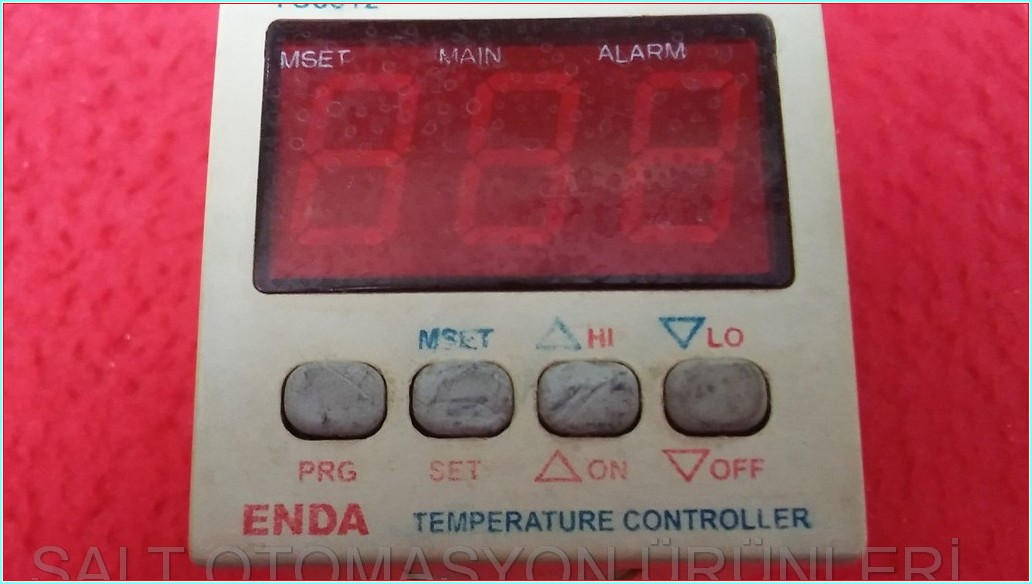 MSET MAIN ALARM
MSET △ HI ▽ LO
PRG SET △ ON ▽ OFF
ENDA TEMPERATURE CONTROLLER
SALT OTOMASYON ÜRÜNLERİ